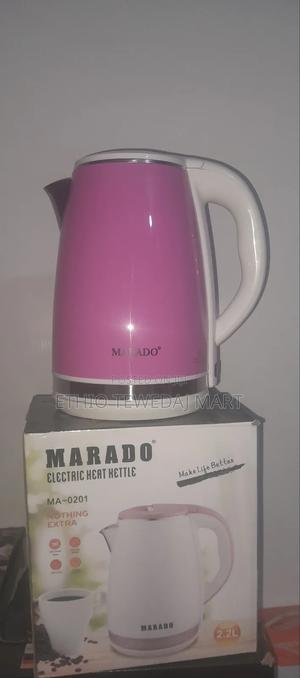 MARADO®
ETHIO TEWEDAJ MART
MARADO®
ELECTRIC HEAT KETTLE
Make Life Better
MA-0201
NOTHING
EXTRA
MARADO
2.2L